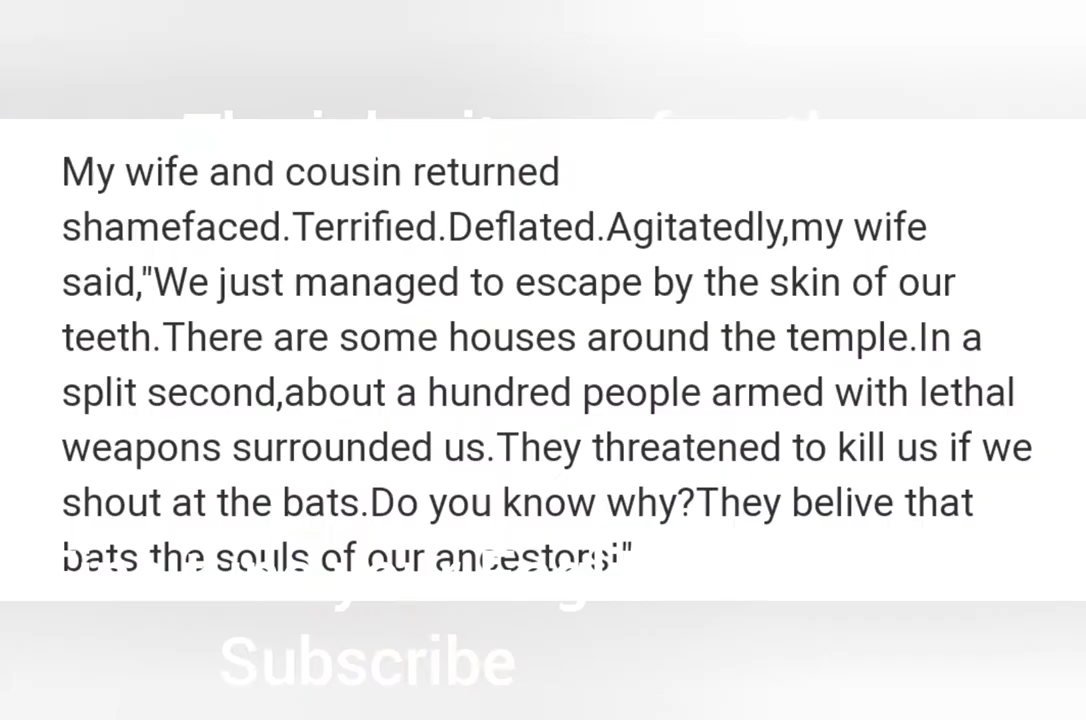 My wife and cousin returned
shamefaced.Terrified.Deflated.Agitatedly,my wife
said,"We just managed to escape by the skin of our
teeth.There are some houses around the temple.In a
split second,about a hundred people armed with lethal
weapons surrounded us.They threatened to kill us if we
shout at the bats.Do you know why?They belive that
bats the souls of our ancestors!"
Subscribe